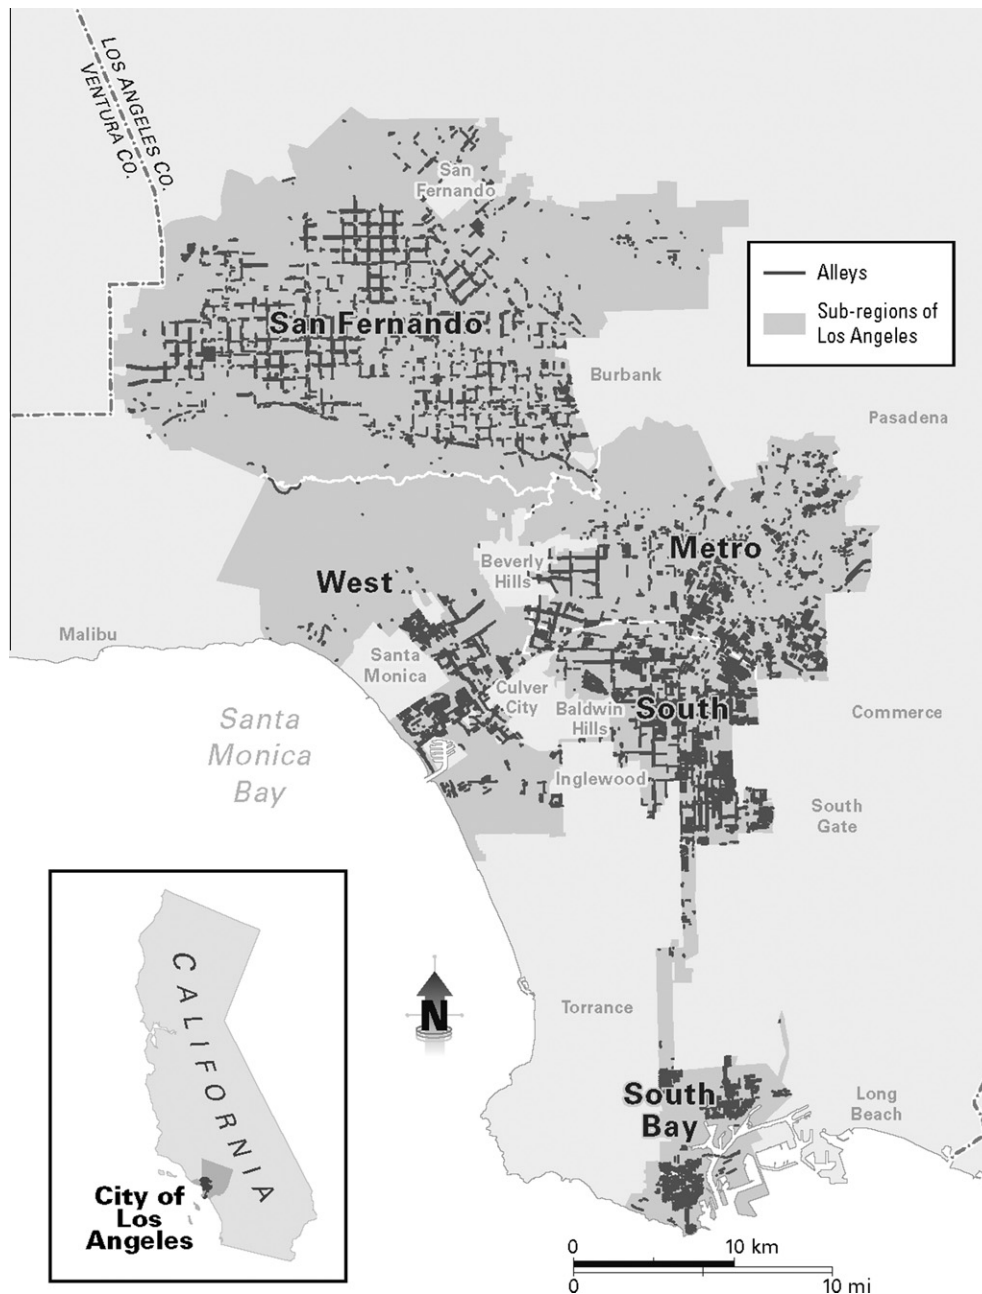 LOS ANGELES CO.
VENTURA CO.
San
Fernando
Alleys
Sub-regions of
Los Angeles
San Fernando
Burbank
Pasadena
Metro
Beverly
Hills
West
Malibu
Santa
Monica
Culver
City
Baldwin
Hills
South
Commerce
Santa
Monica
Bay
Inglewood
South
Gate
CALIFORNIA
City of
Los
Angeles
N
Torrance
South
Bay
Long
Beach
0 10 km
0 10 mi